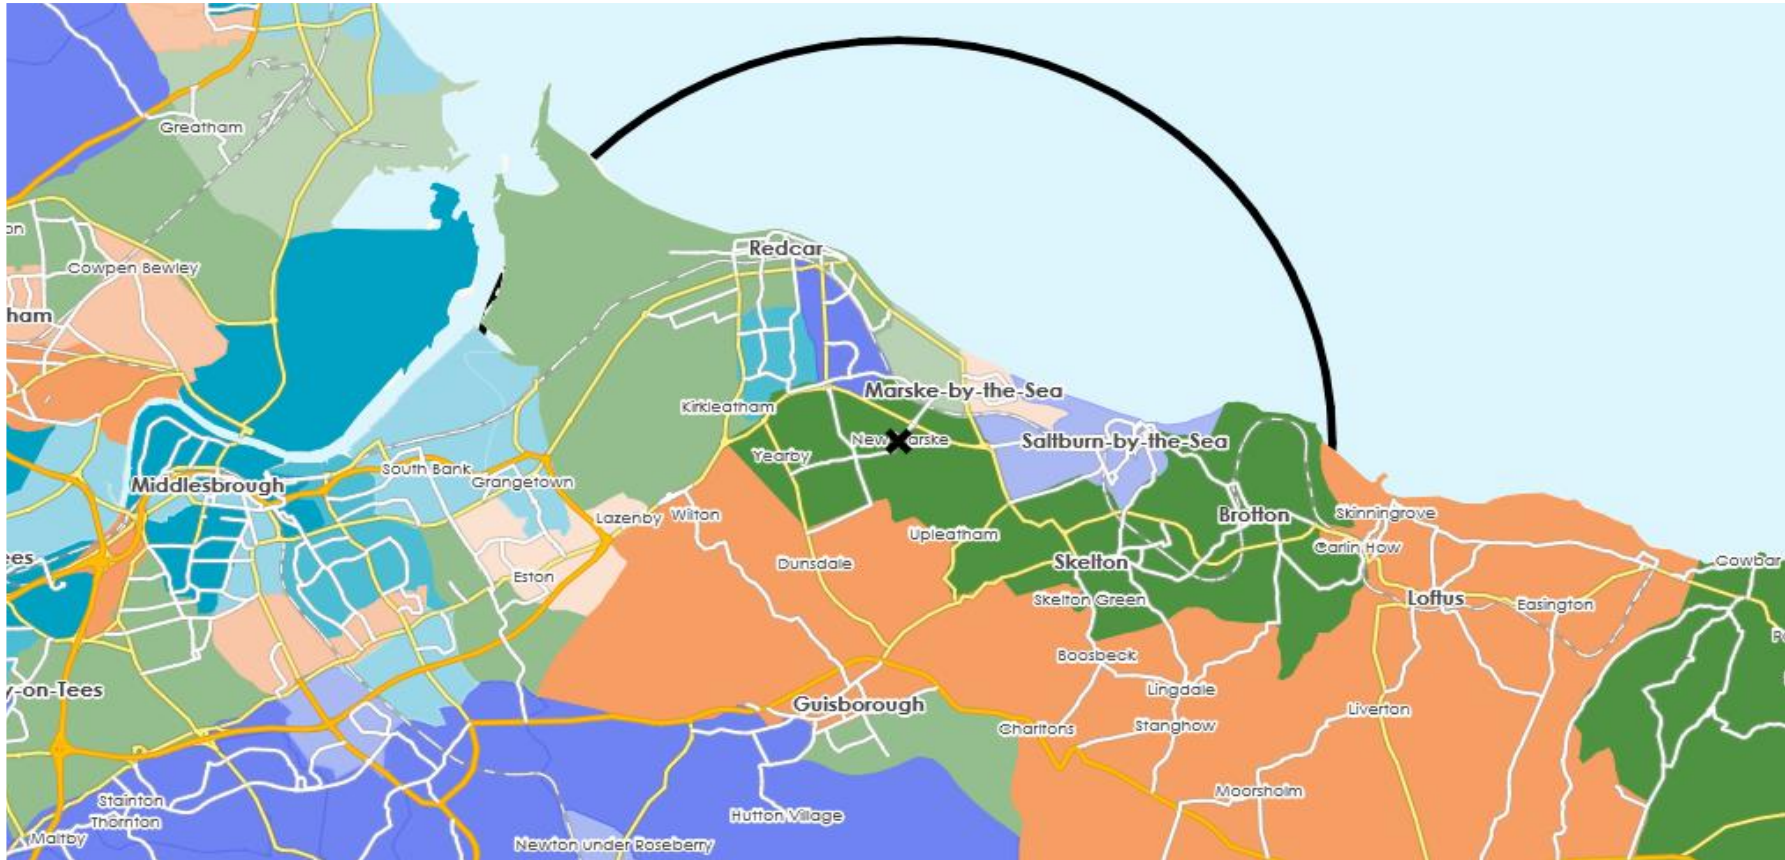 Greatham
on
Redcar
Cowpen Bewley
ham
Marske-by-the-Sea
Kirkleatham
New Marske
Saltburn-by-the-Sea
Yearby
South Bank
Grangetown
Middlesbrough
Lazenby
Wilton
Brotton
Skinningrove
Upleatham
Carlin How
ees
Dunsdale
Skelton
Cowbar
Eston
Skelton Green
Loftus
Easington
Boosbeck
y-on-Tees
Lingdale
Guisborough
Liverton
Charltons
Stanghow
Moorsholm
Stainton
Thornton
Hutton Village
Maltby
Newton under Roseberry